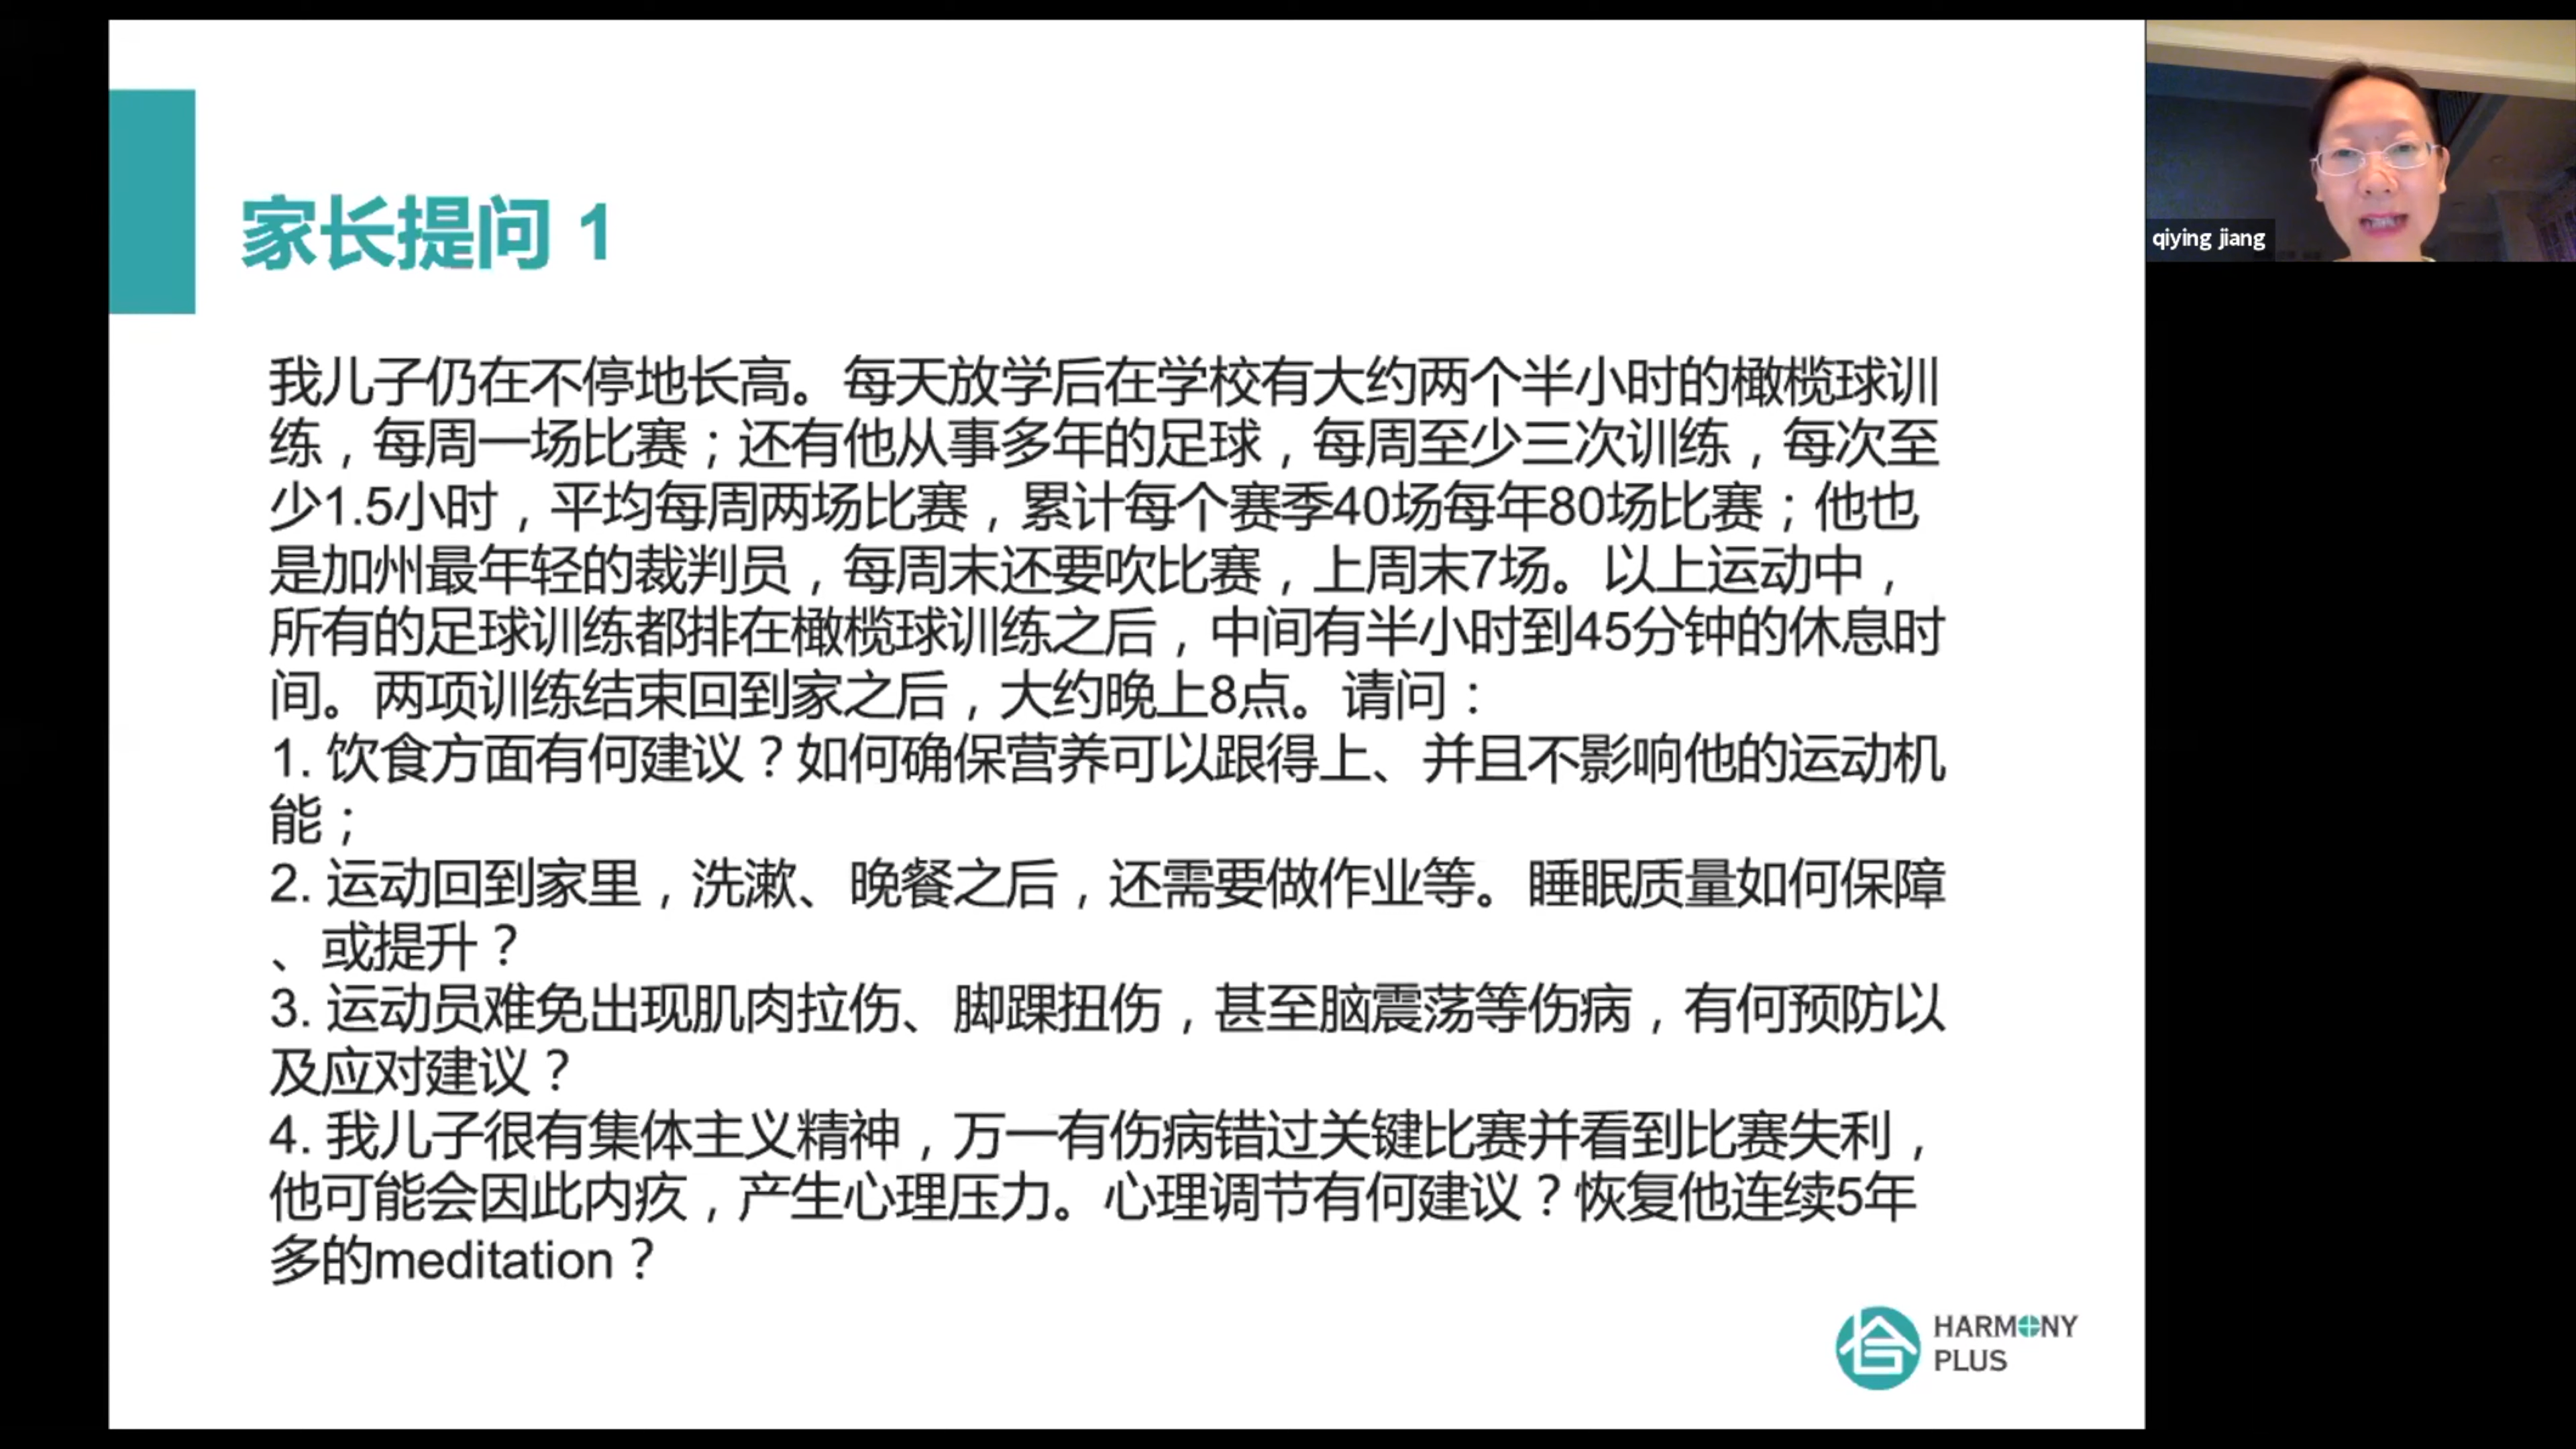 家长提问 1
我儿子仍在不停地长高。每天放学后在学校有大约两个半小时的橄榄球训
练，每周一场比赛；还有他从事多年的足球，每周至少三次训练，每次至
少1.5小时，平均每周两场比赛，累计每个赛季40场每年80场比赛；他也
是加州最年轻的裁判员，每周末还要吹比赛，上周末7场。以上运动中，
所有的足球训练都排在橄榄球训练之后，中间有半小时到45分钟的休息时
间。两项训练结束回到家之后，大约晚上8点。请问：
1. 饮食方面有何建议？如何确保营养可以跟得上、并且不影响他的运动机
能；
2. 运动回到家里，洗漱、晚餐之后，还需要做作业等。睡眠质量如何保障
、或提升？
3. 运动员难免出现肌肉拉伤、脚踝扭伤，甚至脑震荡等伤病，有何预防以
及应对建议？
4. 我儿子很有集体主义精神，万一有伤病错过关键比赛并看到比赛失利，
他可能会因此内疚，产生心理压力。心理调节有何建议？恢复他连续5年
多的meditation？
HARMONY
PLUS
qiying jiang